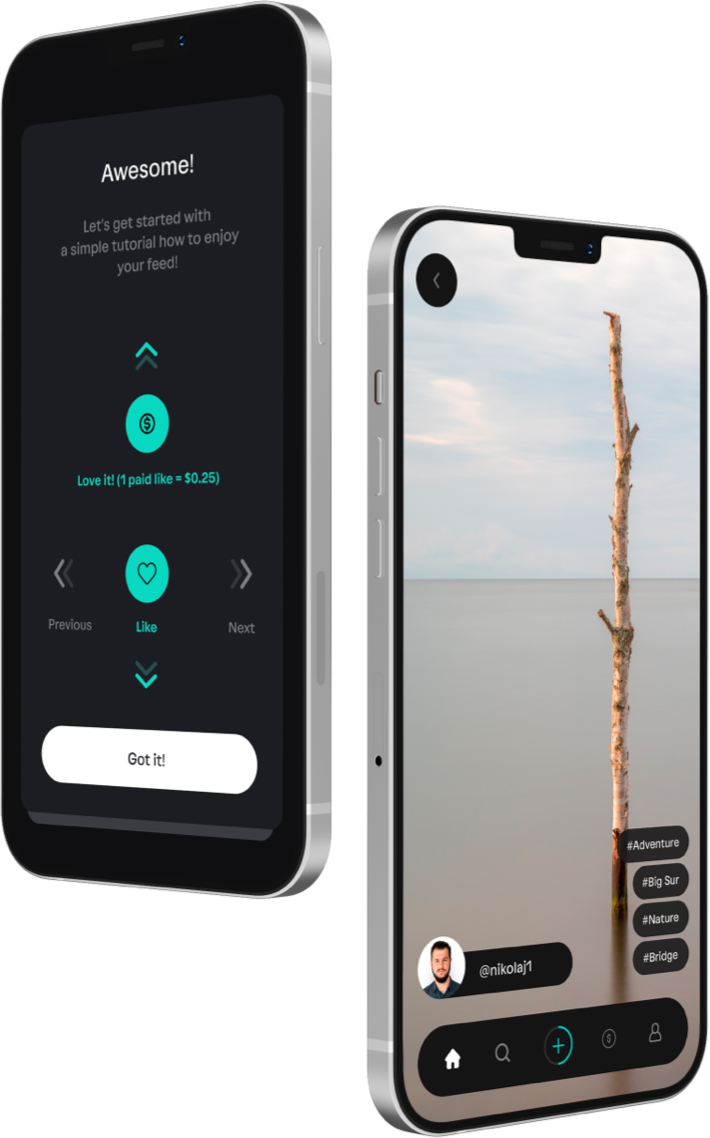 Awesome!
Let's get started with
a simple tutorial how to enjoy
your feed!
Love it! (1 paid like = $0.25)
Previous
Like
Next
Got it!
#Adventure
#Big Sur
#Nature
#Bridge
@nikolaj1